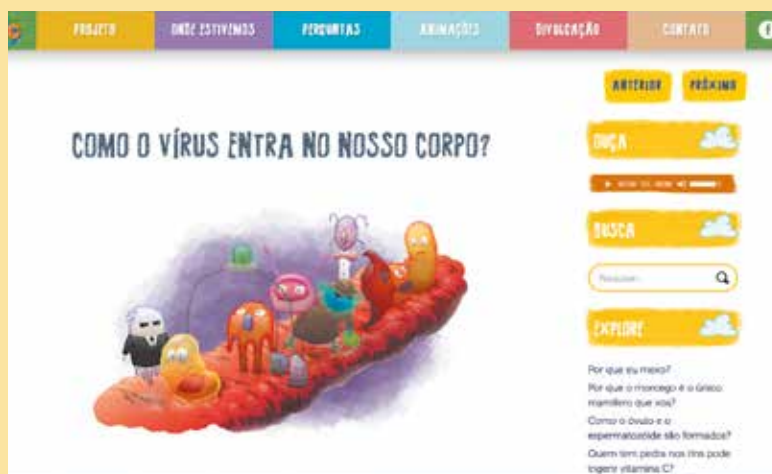 PROJETO
ONDE ESTIVEMOS
PERGUNTAS
ANIMAÇÕES
DIVULGAÇÃO
CONTATO
ANTERIOR
PRÓXIMO
COMO O VÍRUS ENTRA NO NOSSO CORPO?
OUÇA
BUSCA
EXPLORE
Por que eu
Por que o morcego é o único
mamífero que voa?
Como o óvulo e o
espermatozoide são formados?
Quem tem pedra nos rins pode
ingerir vitamina C?